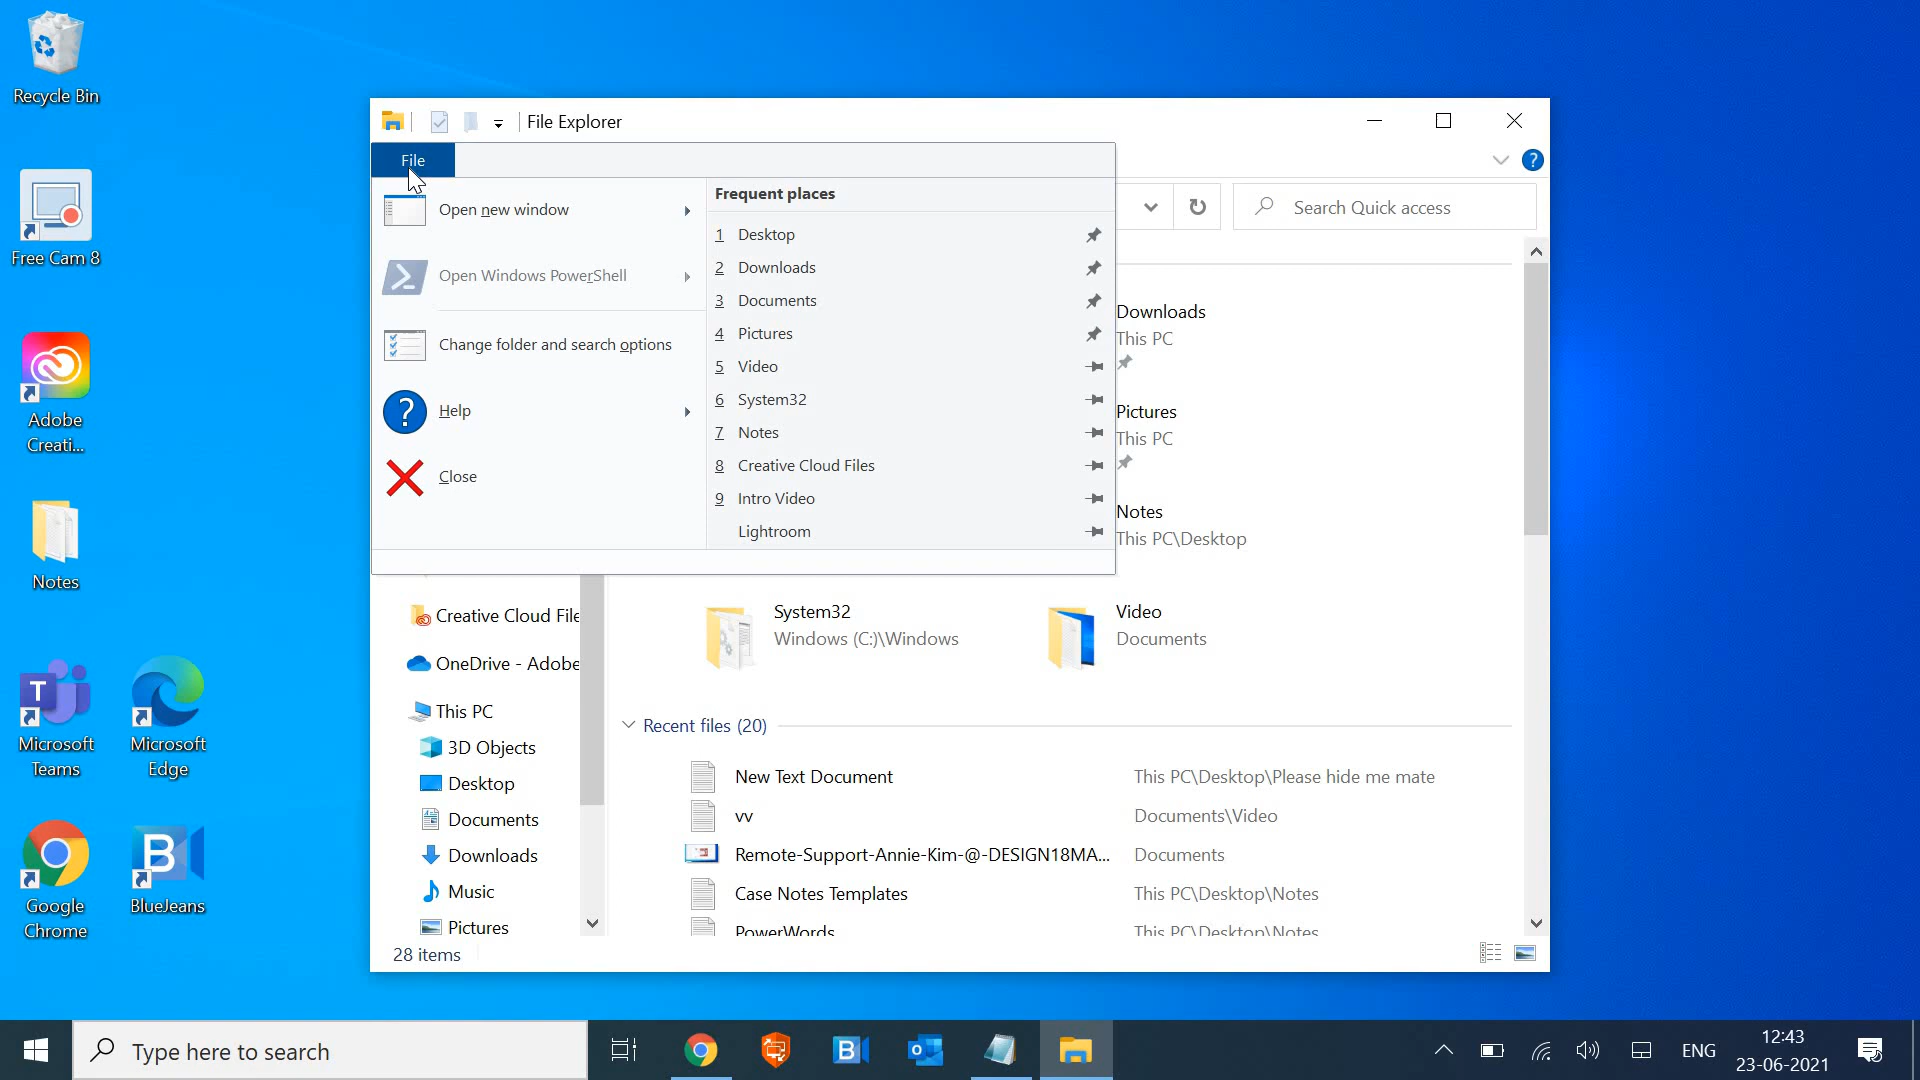 Recycle Bin
Free Cam 8
Adobe
Creati...
Notes
Microsoft
Teams
Microsoft
Edge
Google
Chrome
BlueJeans
File Explorer
File
Search Quick access
Open new window
Open Windows PowerShell
Change folder and search options
Help
Close
Frequent places
1 Desktop
2 Downloads
3 Documents
4 Pictures
5 Video
6 System32
7 Notes
8 Creative Cloud Files
9 Intro Video
Lightroom
Downloads
This PC
Pictures
This PC
Notes
This PC\Desktop
System32
Windows (C:)\Windows
Video
Documents
Creative Cloud File
OneDrive - Adobe
This PC
3D Objects
Desktop
Documents
Downloads
Music
Pictures
Recent files (20)
New Text Document This PC\Desktop\Please hide me mate
vv Documents\Video
Remote-Support-Annie-Kim-@-DESIGN18MA... Documents
Case Notes Templates This PC\Desktop\Notes
PowerWords This PC\Desktop\Notes
28 items
Type here to search
ENG
12:43
23-06-2021